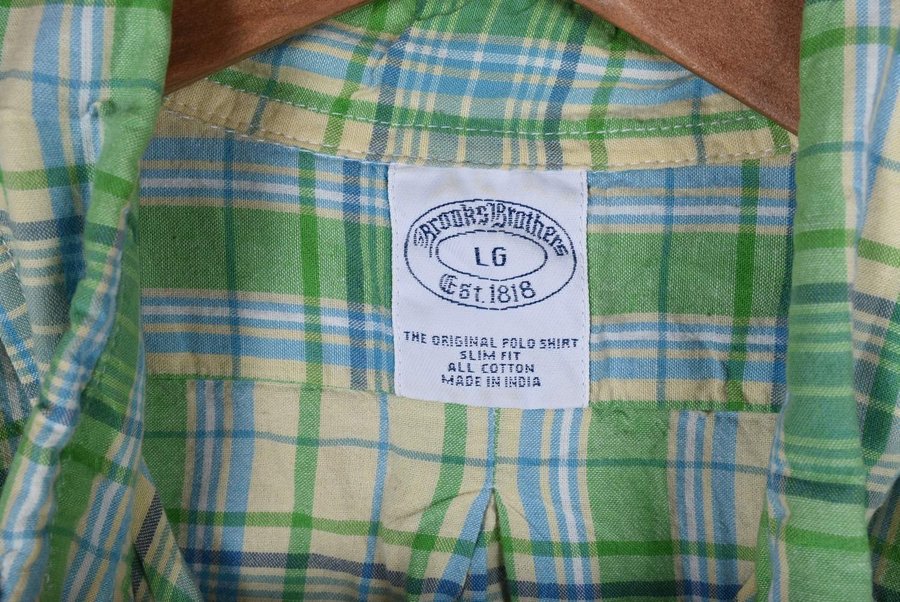 Brooks Brothers
LG
Est. 1818
THE ORIGINAL POLO SHIRT
SLIM FIT
ALL COTTON
MADE IN INDIA